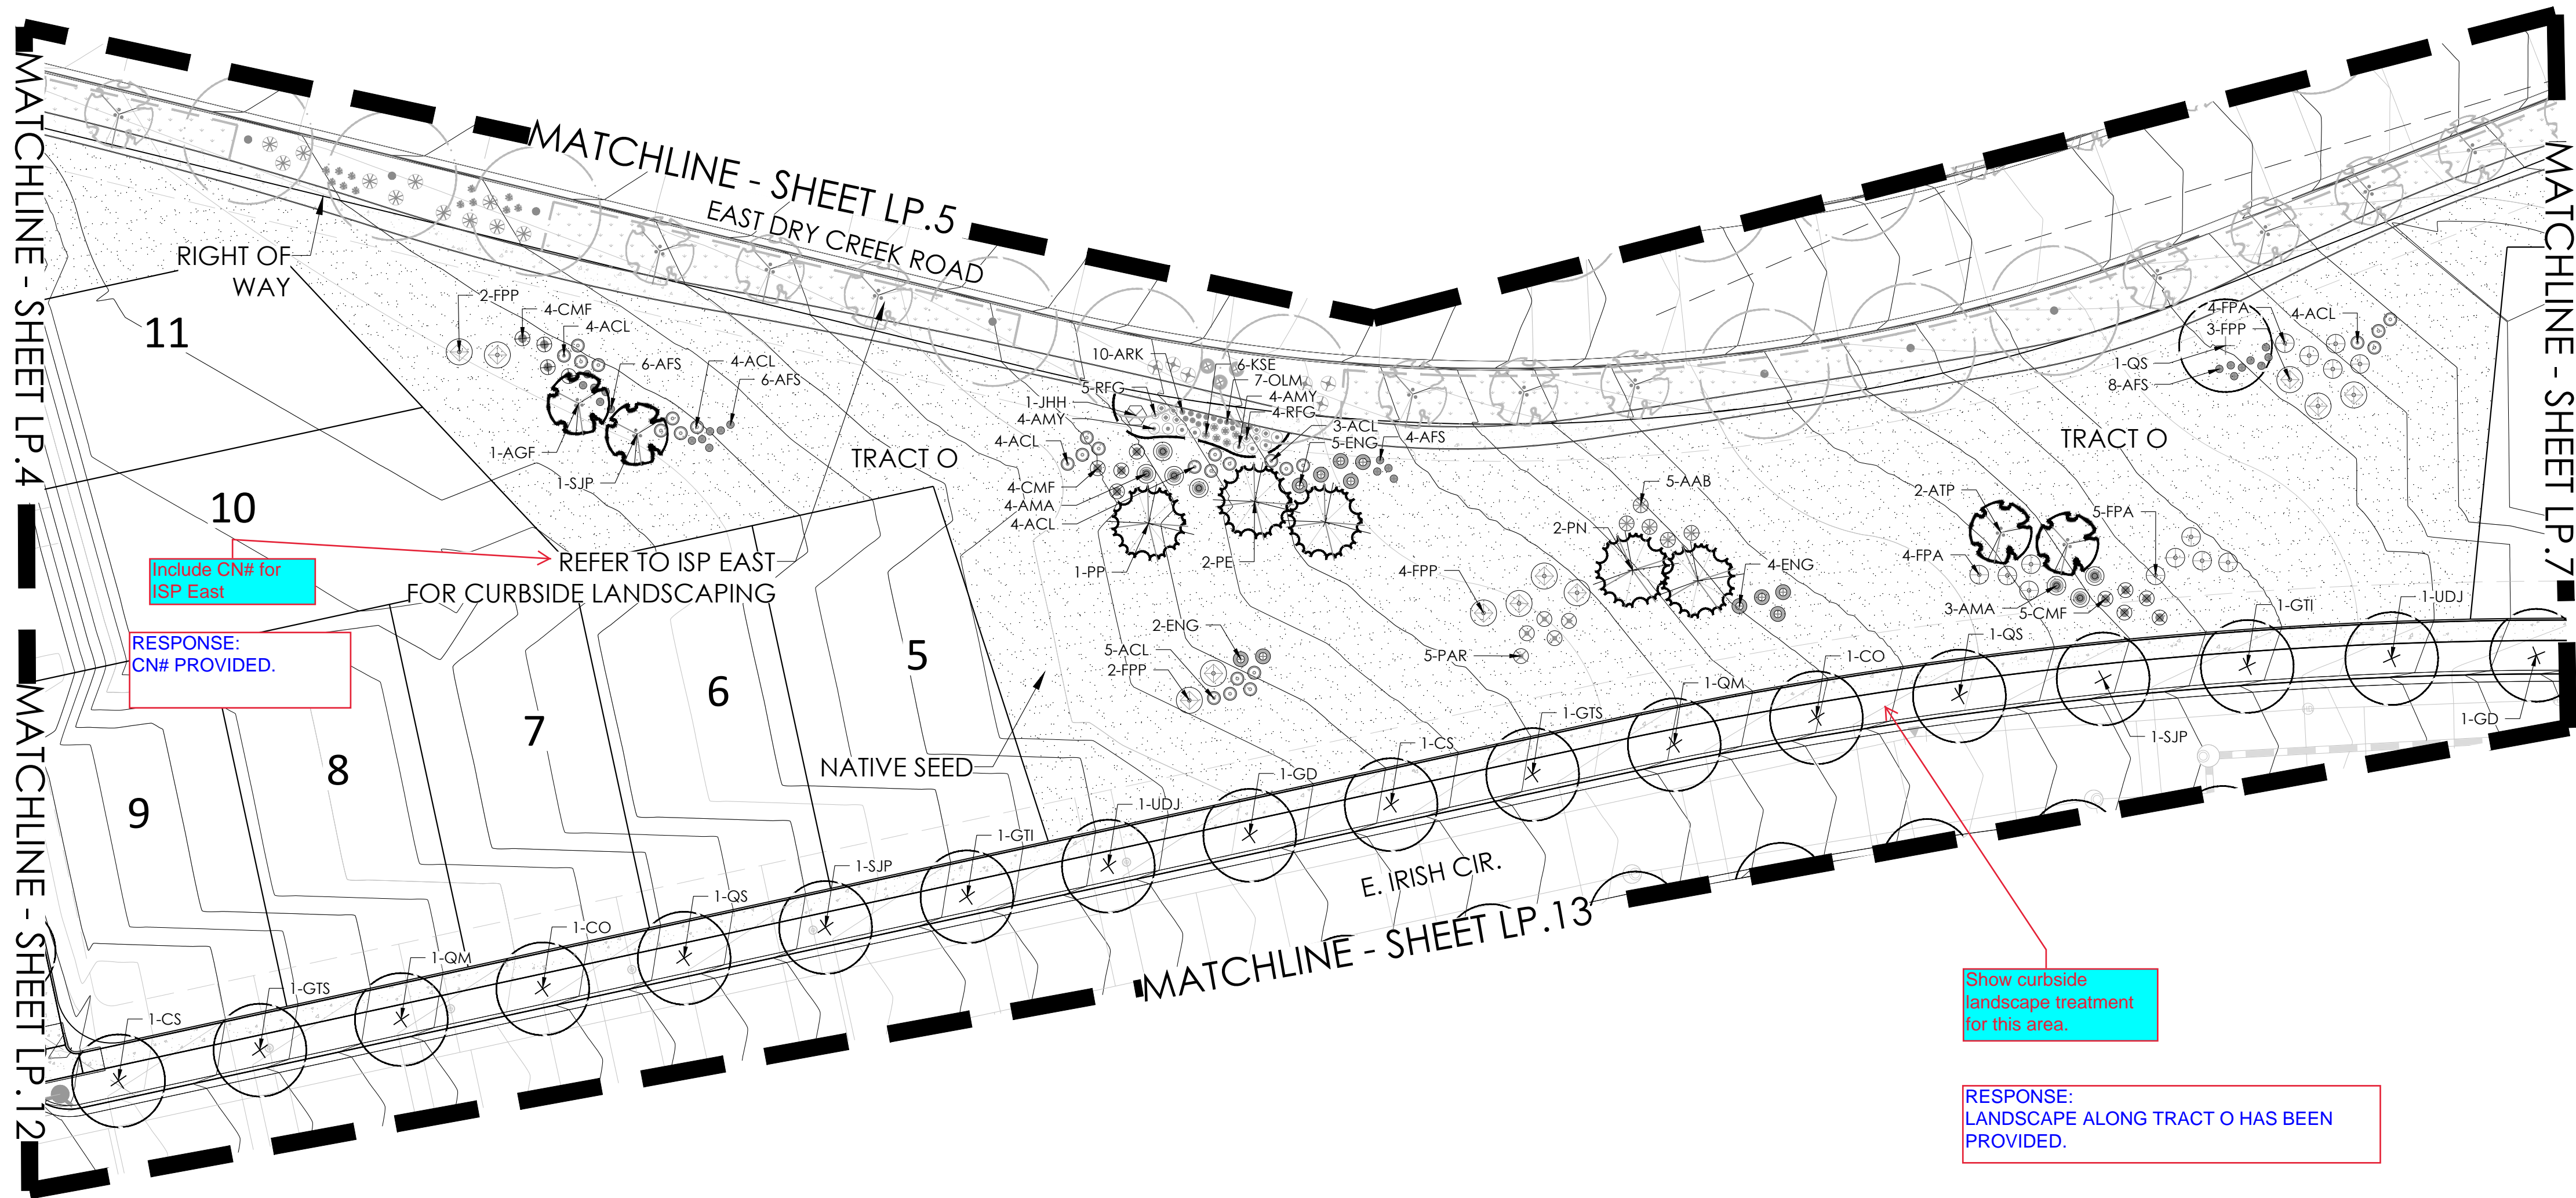 MATCHLINE - SHEET LP.4
MATCHLINE - SHEET LP.12
MATCHLINE - SHEET LP.5
EAST DRY CREEK ROAD
MATCHLINE - SHEET LP.7
MATCHLINE - SHEET LP.13
E. IRISH CIR.
RIGHT OF
WAY
11
10
9
8
7
6
5
2-FPP
4-CMF
4-ACL
6-AFS
4-ACL
6-AFS
1-AGF
1-SJP
TRACT O
REFER TO ISP EAST
FOR CURBSIDE LANDSCAPING
Include CN# for
ISP East
RESPONSE:
CN# PROVIDED.
NATIVE SEED
10-ARK
5-RFG
1-JHH
4-AMY
4-ACL
4-CMF
4-AMA
4-ACL
6-KSE
7-OLM
4-AMY
4-RFG
3-ACL
5-ENG
4-AFS
1-PP
2-PE
2-ENG
5-ACL
2-FPP
4-FPP
5-PAR
2-PN
5-AAB
4-ENG
TRACT O
4-FPA
3-FPP
4-ACL
1-QS
8-AFS
2-ATP
5-FPA
4-FPA
3-AMA
5-CMF
1-CS
1-GTS
1-QM
1-CO
1-QS
1-SJP
1-GTI
1-UDJ
1-GD
1-CS
1-GTS
1-QM
1-CO
1-QS
1-SJP
1-GTI
1-UDJ
1-GD
Show curbside
landscape treatment
for this area.
RESPONSE:
LANDSCAPE ALONG TRACT O HAS BEEN
PROVIDED.